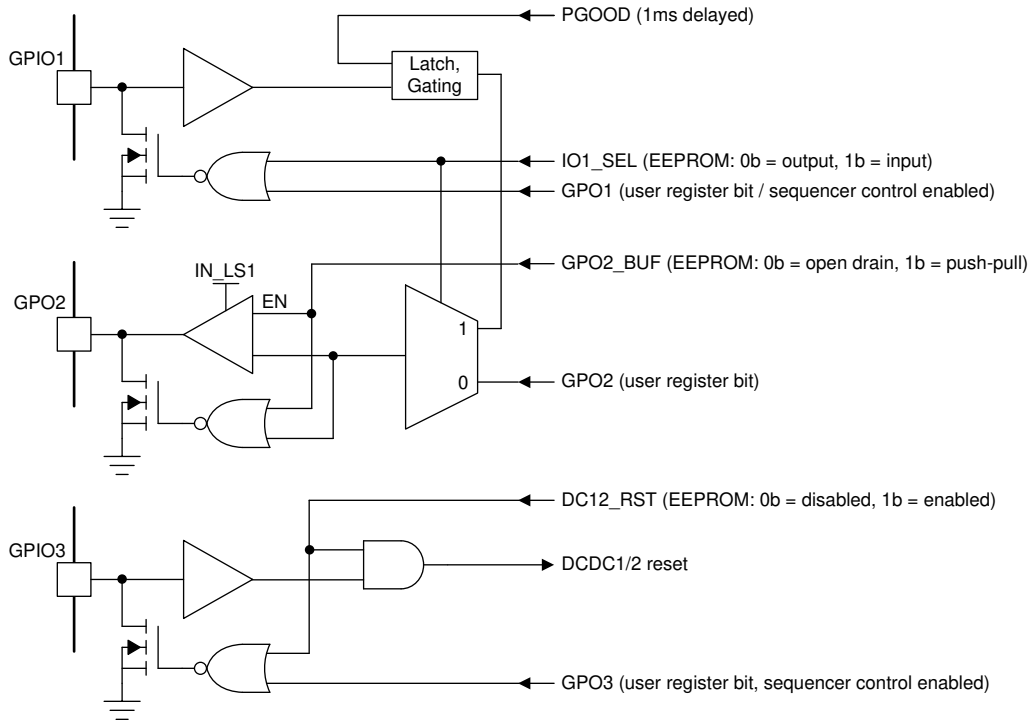 PGOOD (1ms delayed)
GPIO1
Latch,
Gating
IO1_SEL (EEPROM: 0b = output, 1b = input)
GPO1 (user register bit / sequencer control enabled)
GPO2_BUF (EEPROM: 0b = open drain, 1b = push-pull)
IN_LS1
EN
GPO2
1
0
GPO2 (user register bit)
DC12_RST (EEPROM: 0b = disabled, 1b = enabled)
GPIO3
DCDC1/2 reset
GPO3 (user register bit, sequencer control enabled)